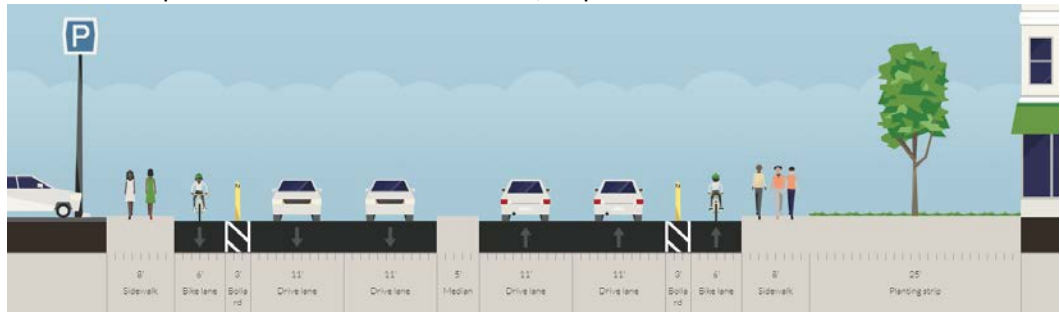 P
8' 6' 3' 11' 11' 5' 11' 11' 3' 6' 8' 25'
Sidewalk Bike lane Bolla Drive lane Drive lane Median Drive lane Drive lane Bolla Bike lane Sidewalk Planting strip
rd rd